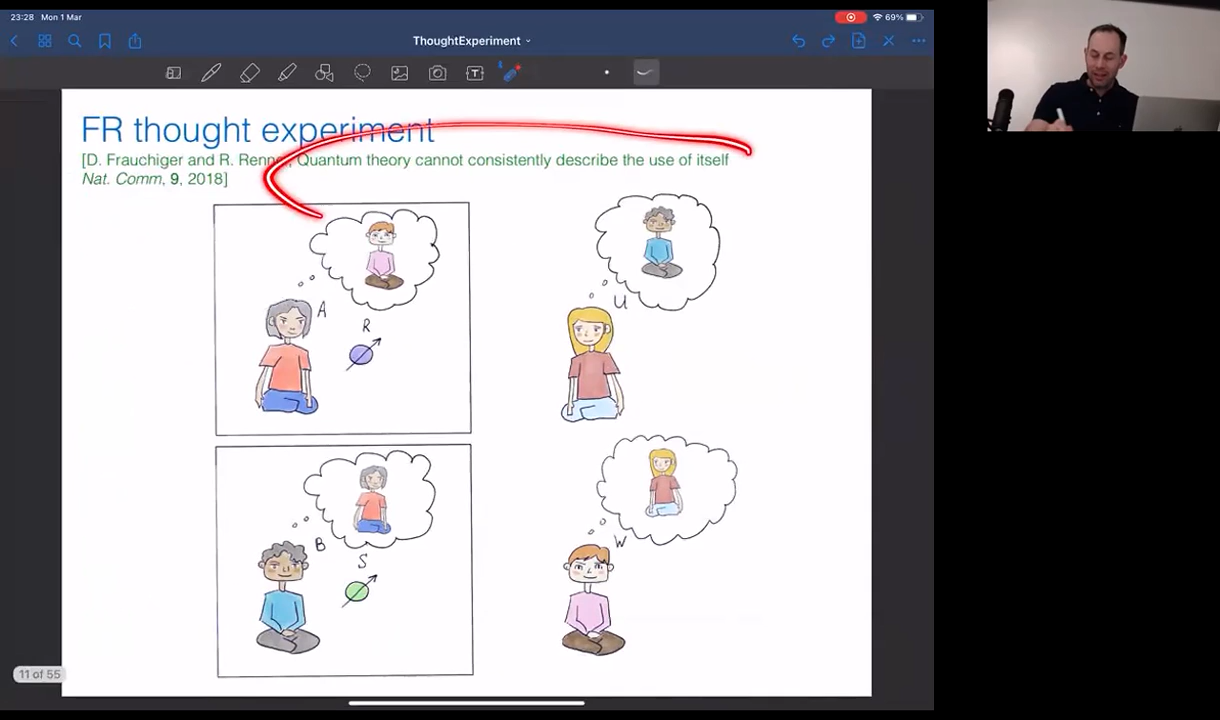 23:28 Mon 1 Mar
69%
ThoughtExperiment
T
FR thought experiment
[D. Frauchiger and R. Renner, Quantum theory cannot consistently describe the use of itself
Nat. Comm, 9, 2018]
A
R
U
B
S
W
11 of 55